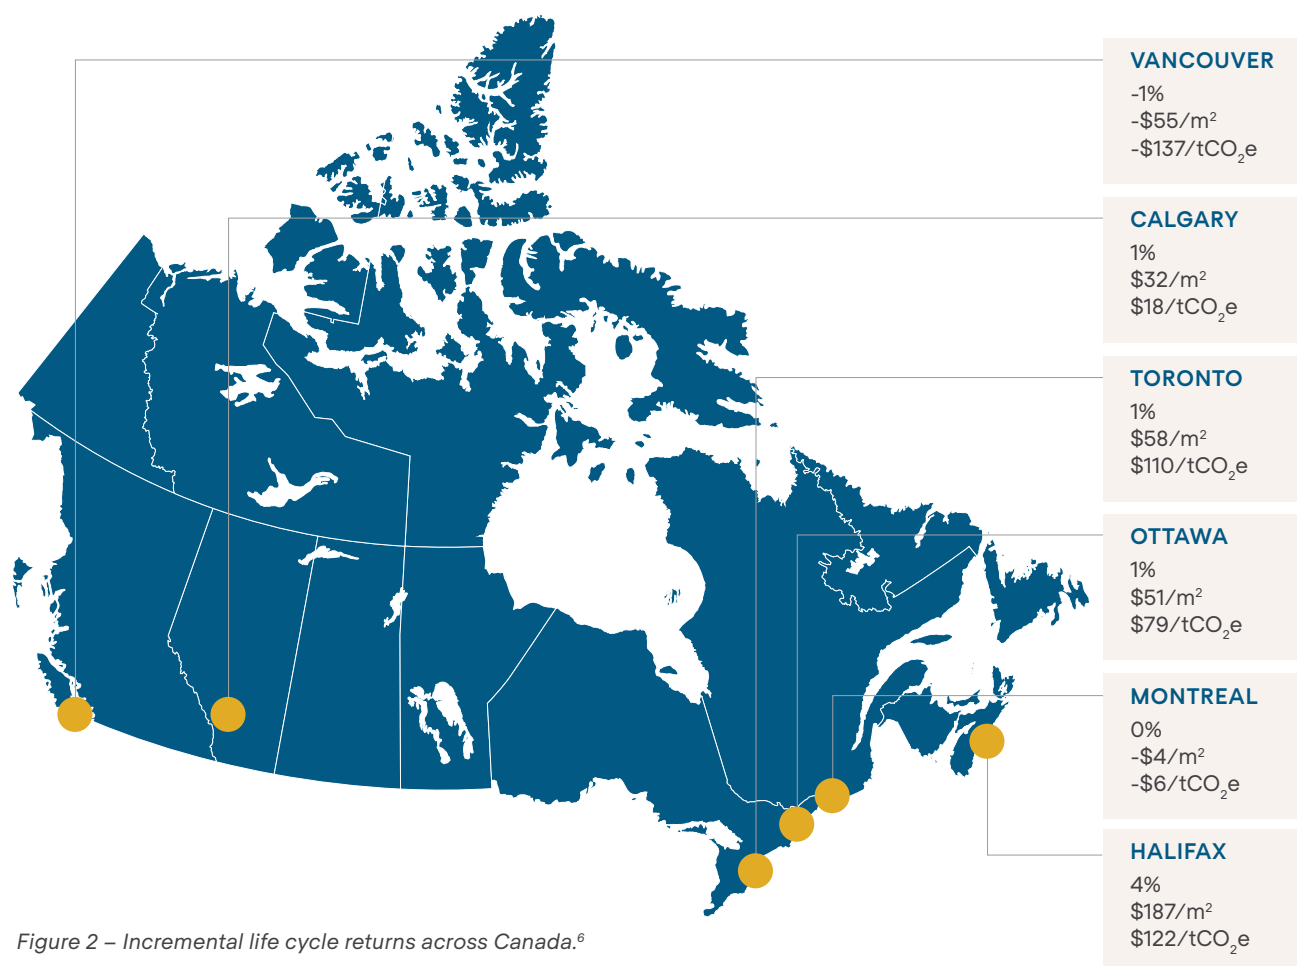 VANCOUVER
-1%
-$55/m²
-$137/tCO₂e
CALGARY
1%
$32/m²
$18/tCO₂e
TORONTO
1%
$58/m²
$110/tCO₂e
OTTAWA
1%
$51/m²
$79/tCO₂e
MONTREAL
0%
-$4/m²
-$6/tCO₂e
HALIFAX
4%
$187/m²
$122/tCO₂e
Figure 2 – Incremental life cycle returns across Canada.⁶